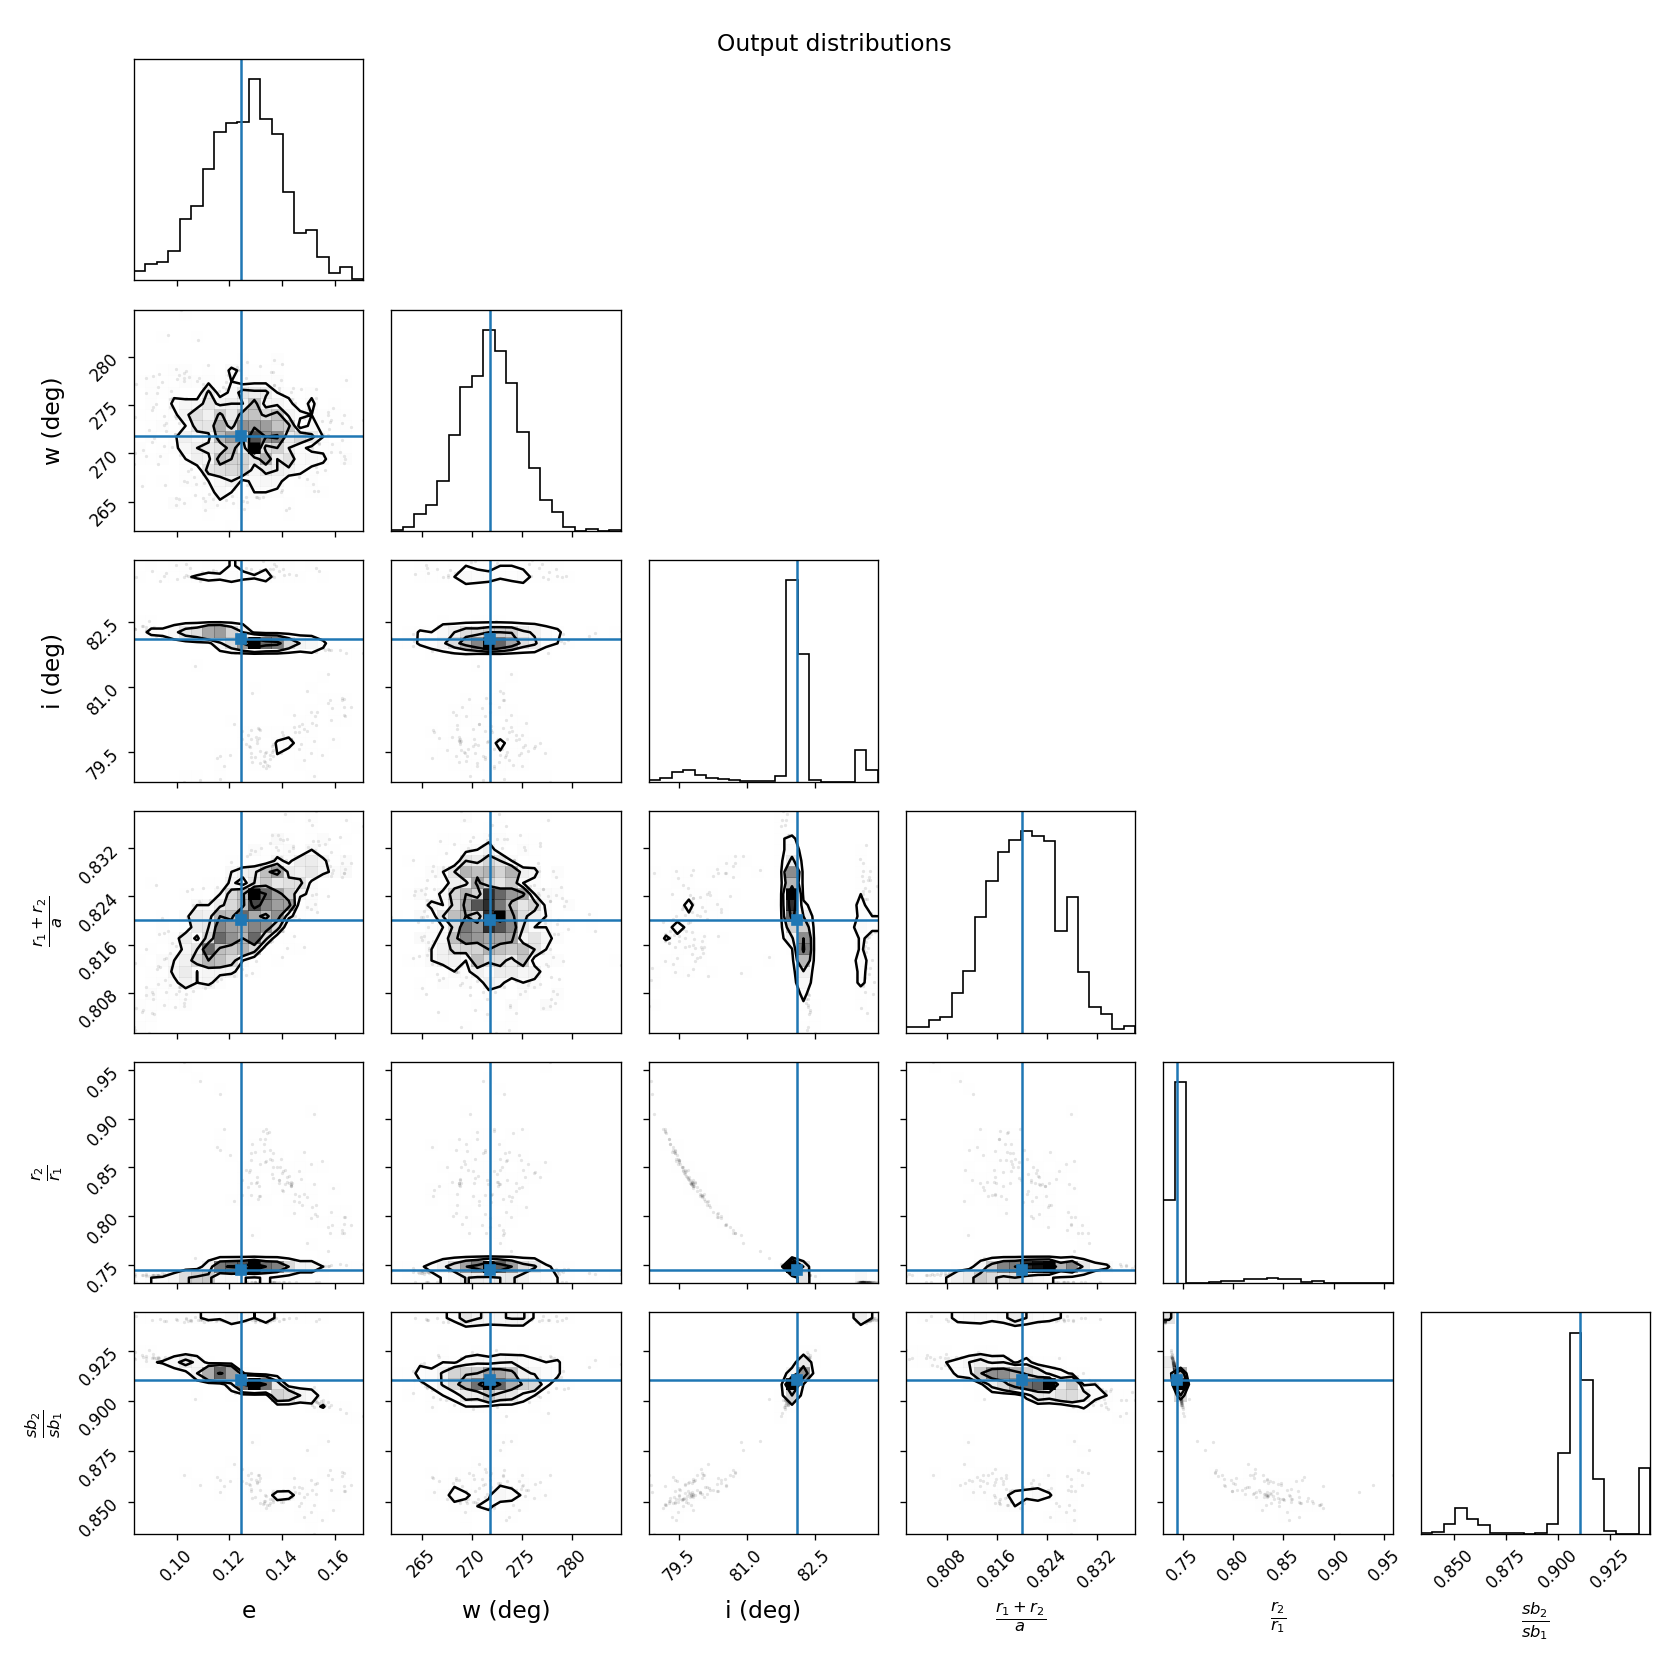 Output distributions
w (deg)
280
275
270
265
i (deg)
82.5
81.0
79.5
r₁ + r₂
a
0.832
0.824
0.816
0.808
r₂
r₁
0.95
0.90
0.85
0.80
0.75
sb₂
sb₁
0.925
0.900
0.875
0.850
0.10 0.12 0.14 0.16
265 270 275 280
79.5 81.0 82.5
0.808 0.816 0.824 0.832
0.75 0.80 0.85 0.90 0.95
0.850 0.875 0.900 0.925
e
w (deg)
i (deg)
r₁ + r₂
a
r₂
r₁
sb₂
sb₁